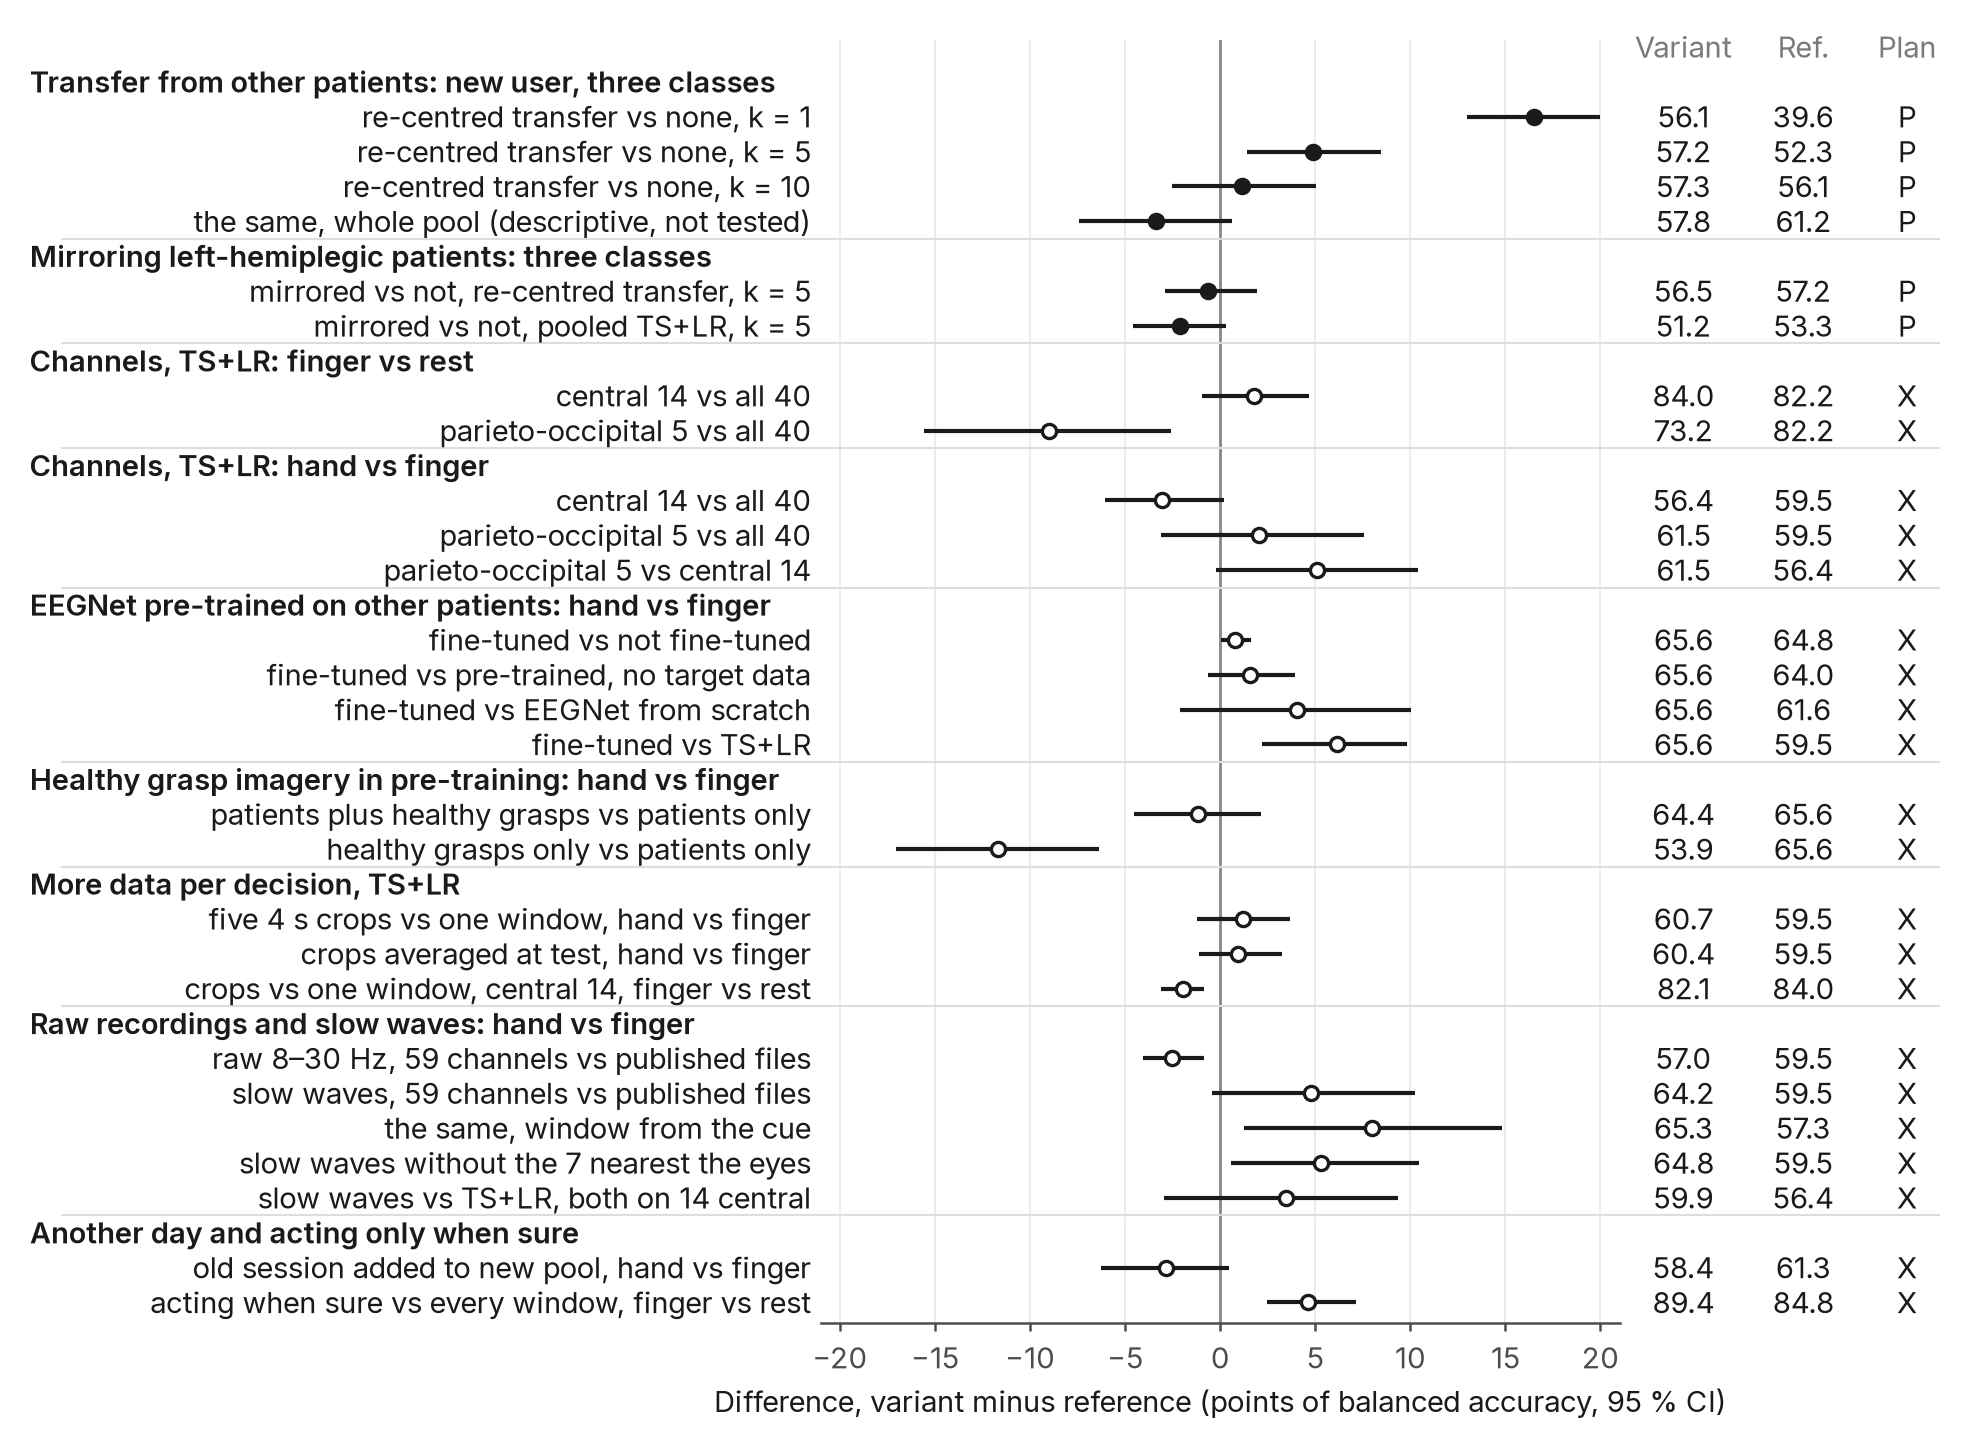 Variant Ref. Plan
Transfer from other patients: new user, three classes
re-centred transfer vs none, k = 1 56.1 39.6 P
re-centred transfer vs none, k = 5 57.2 52.3 P
re-centred transfer vs none, k = 10 57.3 56.1 P
the same, whole pool (descriptive, not tested) 57.8 61.2 P
Mirroring left-hemiplegic patients: three classes
mirrored vs not, re-centred transfer, k = 5 56.5 57.2 P
mirrored vs not, pooled TS+LR, k = 5 51.2 53.3 P
Channels, TS+LR: finger vs rest
central 14 vs all 40 84.0 82.2 X
parieto-occipital 5 vs all 40 73.2 82.2 X
Channels, TS+LR: hand vs finger
central 14 vs all 40 56.4 59.5 X
parieto-occipital 5 vs all 40 61.5 59.5 X
parieto-occipital 5 vs central 14 61.5 56.4 X
EEGNet pre-trained on other patients: hand vs finger
fine-tuned vs not fine-tuned 65.6 64.8 X
fine-tuned vs pre-trained, no target data 65.6 64.0 X
fine-tuned vs EEGNet from scratch 65.6 61.6 X
fine-tuned vs TS+LR 65.6 59.5 X
Healthy grasp imagery in pre-training: hand vs finger
patients plus healthy grasps vs patients only 64.4 65.6 X
healthy grasps only vs patients only 53.9 65.6 X
More data per decision, TS+LR
five 4 s crops vs one window, hand vs finger 60.7 59.5 X
crops averaged at test, hand vs finger 60.4 59.5 X
crops vs one window, central 14, finger vs rest 82.1 84.0 X
Raw recordings and slow waves: hand vs finger
raw 8–30 Hz, 59 channels vs published files 57.0 59.5 X
slow waves, 59 channels vs published files 64.2 59.5 X
the same, window from the cue 65.3 57.3 X
slow waves without the 7 nearest the eyes 64.8 59.5 X
slow waves vs TS+LR, both on 14 central 59.9 56.4 X
Another day and acting only when sure
old session added to new pool, hand vs finger 58.4 61.3 X
acting when sure vs every window, finger vs rest 89.4 84.8 X
−20 −15 −10 −5 0 5 10 15 20
Difference, variant minus reference (points of balanced accuracy, 95 % CI)